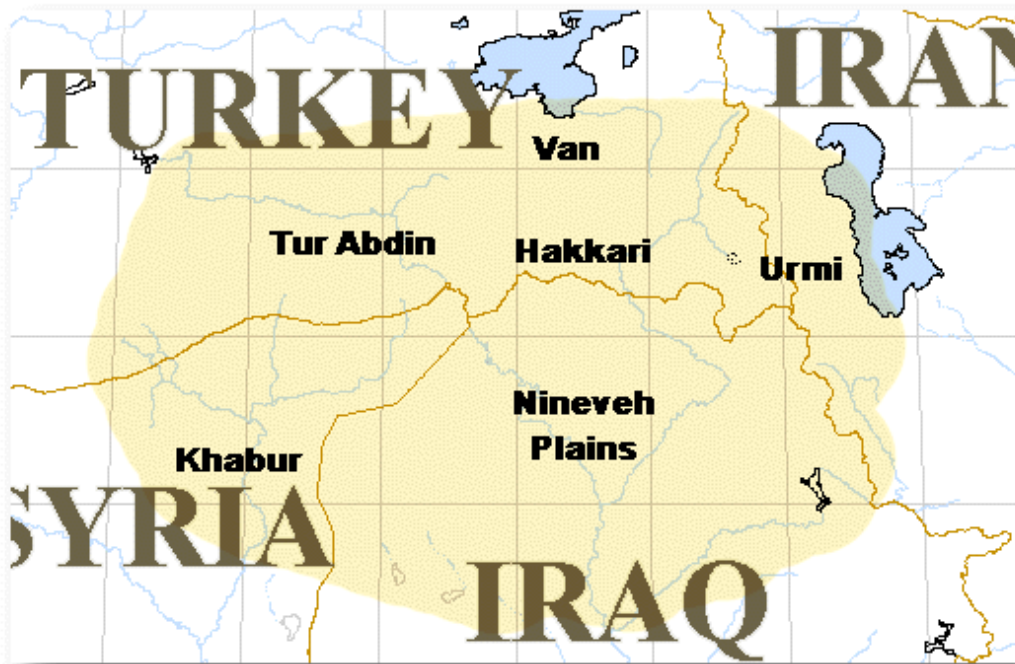 TURKEY
IRAN
Van
Tur Abdin
Hakkari
Urmi
Nineveh
Plains
Khabur
SYRIA
IRAQ